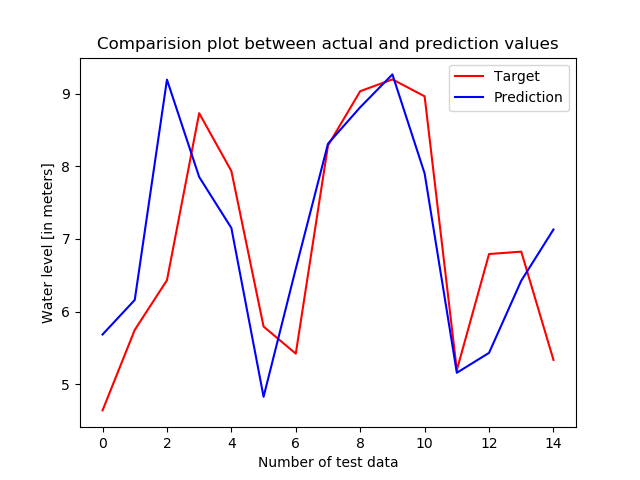 Comparision plot between actual and prediction values
Target
Prediction
9
8
7
6
5
Water level [in meters]
0 2 4 6 8 10 12 14
Number of test data